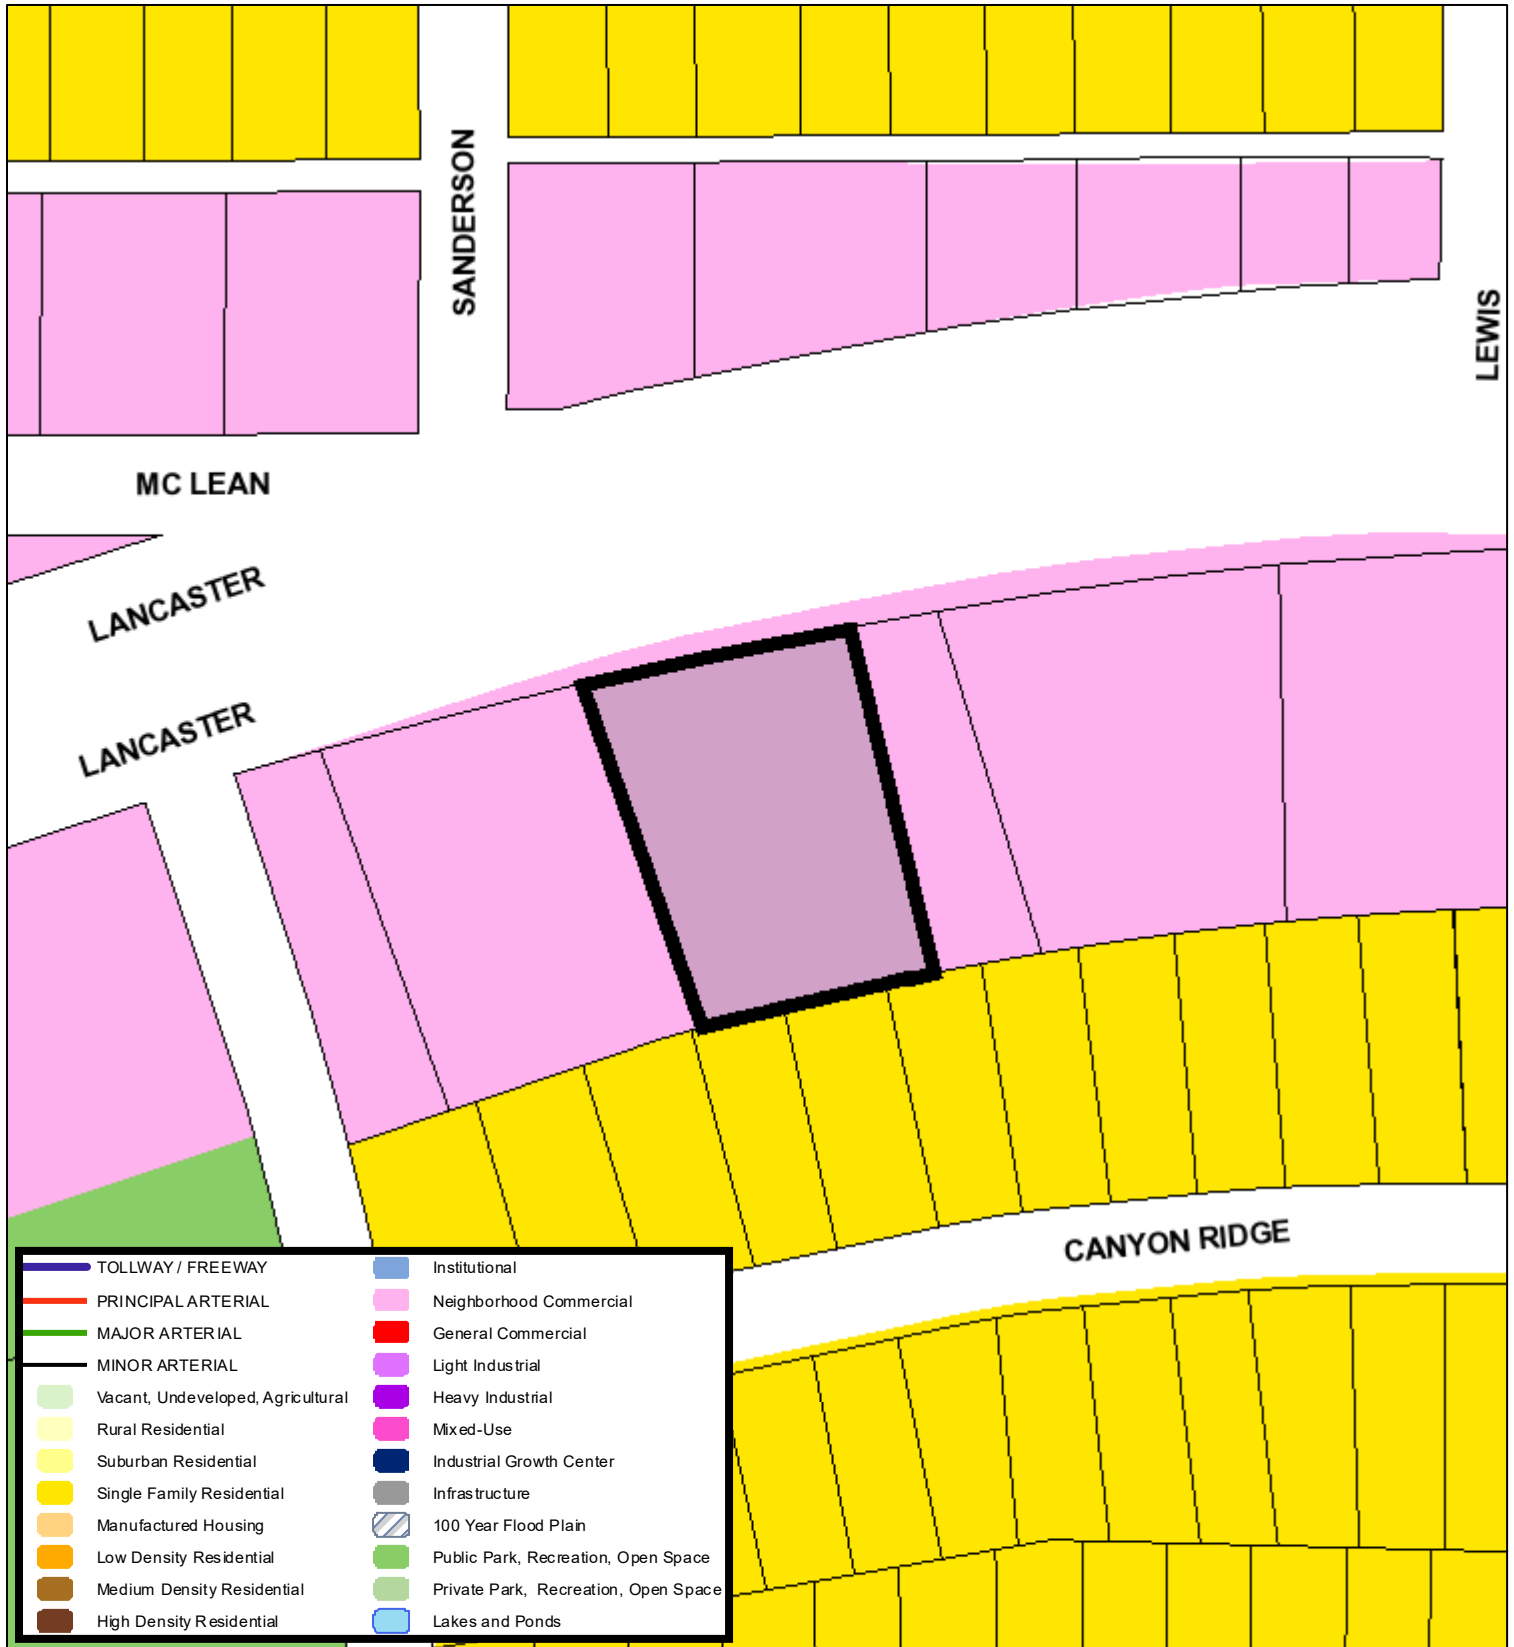 SANDERSON
LEWIS
MC LEAN
LANCASTER
LANCASTER
CANYON RIDGE
TOLLWAY / FREEWAY
PRINCIPAL ARTERIAL
MAJOR ARTERIAL
MINOR ARTERIAL
Vacant, Undeveloped, Agricultural
Rural Residential
Suburban Residential
Single Family Residential
Manufactured Housing
Low Density Residential
Medium Density Residential
High Density Residential
Institutional
Neighborhood Commercial
General Commercial
Light Industrial
Heavy Industrial
Mixed-Use
Industrial Growth Center
Infrastructure
100 Year Flood Plain
Public Park, Recreation, Open Space
Private Park, Recreation, Open Space
Lakes and Ponds